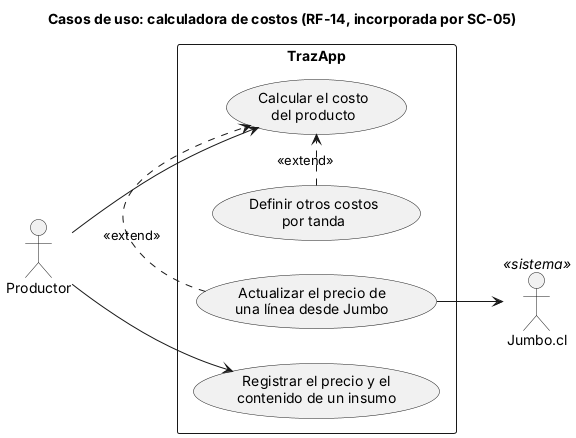 Casos de uso: calculadora de costos (RF-14, incorporada por SC-05)
TrazApp
Calcular el costo
del producto
«extend»
Definir otros costos
por tanda
«extend»
Productor
Actualizar el precio de
una línea desde Jumbo
«sistema»
Jumbo.cl
Registrar el precio y el
contenido de un insumo